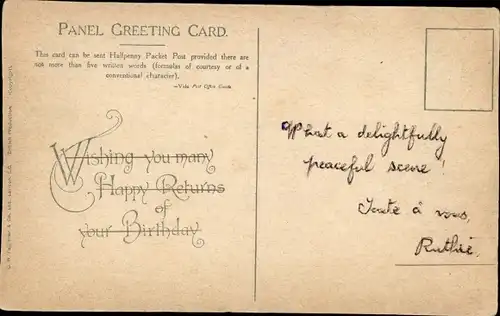 PANEL GREETING CARD.
This card can be sent Halfpenny Packet Post provided there are
not more than five written words (formulas of courtesy or of a
conventional character).
—Vide Post Office Guide.
Wishing you many
Happy Returns
of
your Birthday
What a delightfully
peaceful scene!
Toute à vous,
Ruthie.